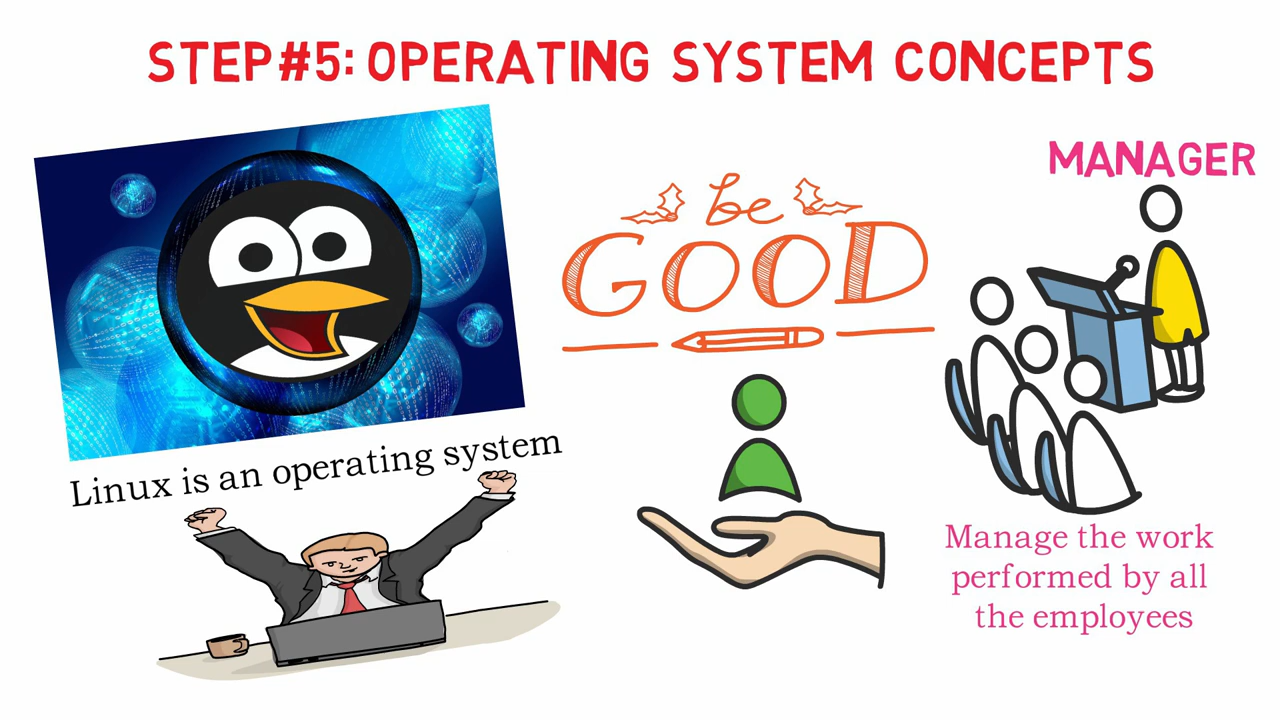 STEP#5: OPERATING SYSTEM CONCEPTS
Linux is an operating system
be
GOOD
MANAGER
Manage the work
performed by all
the employees